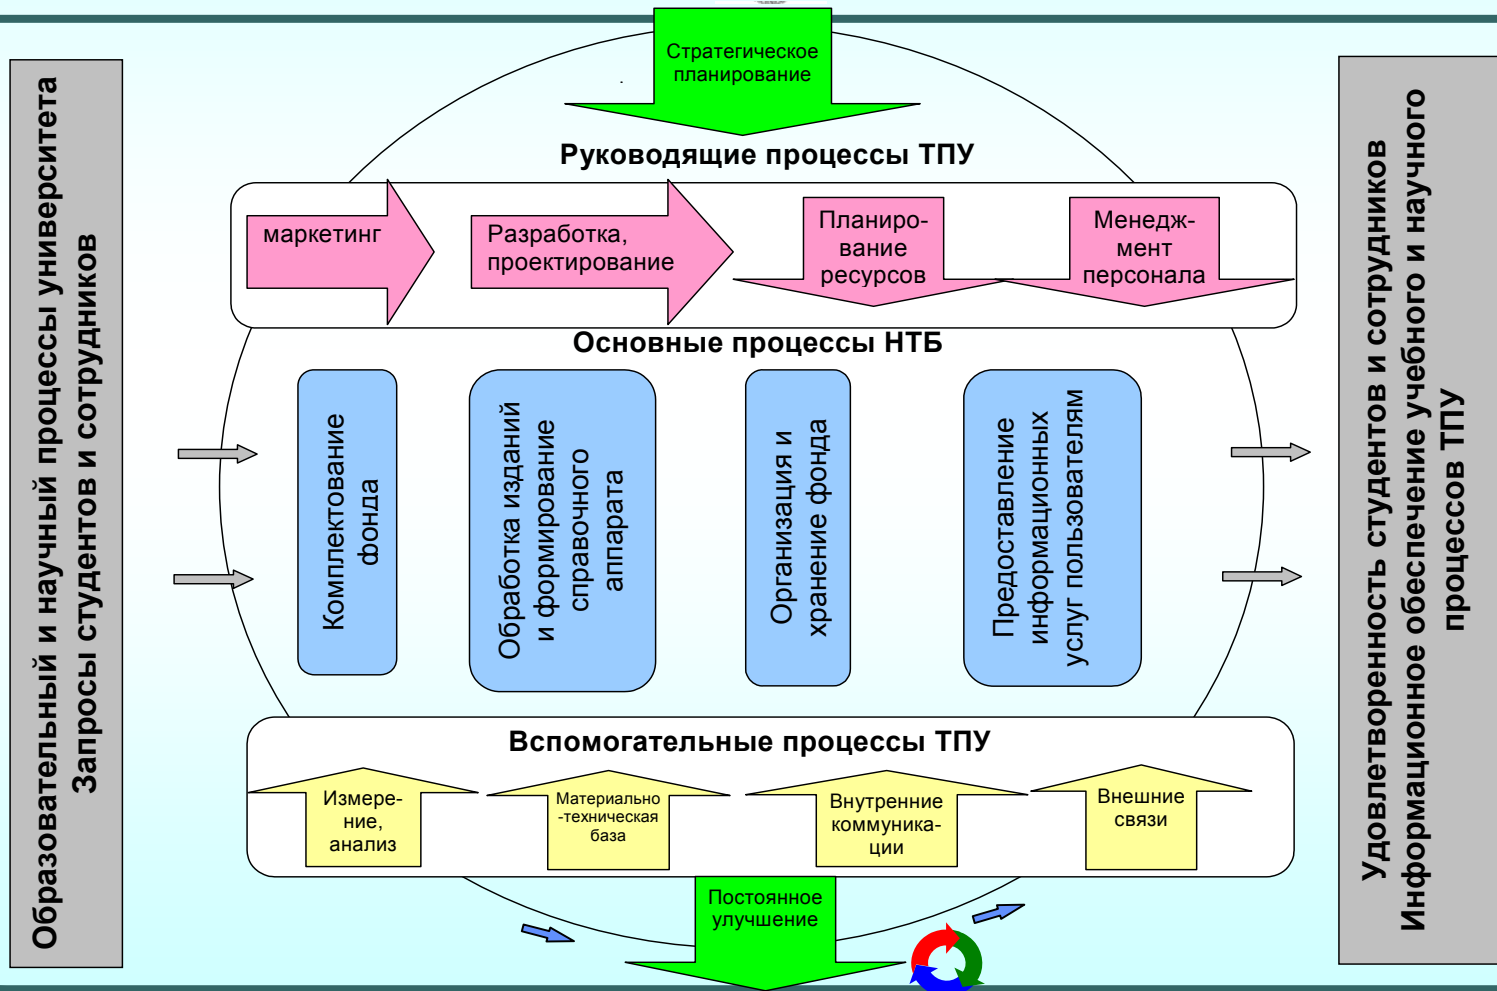 Стратегическое
планирование
Образовательный и научный процессы университета
Запросы студентов и сотрудников
Руководящие процессы ТПУ
маркетинг
Разработка,
проектирование
Планиро-
вание
ресурсов
Менедж-
мент
персонала
Основные процессы НТБ
Комплектование
фонда
Обработка изданий
и формирование
справочного
аппарата
Организация и
хранение фонда
Предоставление
информационных
услуг пользователям
Вспомогательные процессы ТПУ
Измере-
ние,
анализ
Материально
-техническая
база
Внутренние
коммуника-
ции
Внешние
связи
Постоянное
улучшение
Удовлетворенность студентов и сотрудников
Информационное обеспечение учебного и научного
процессов ТПУ